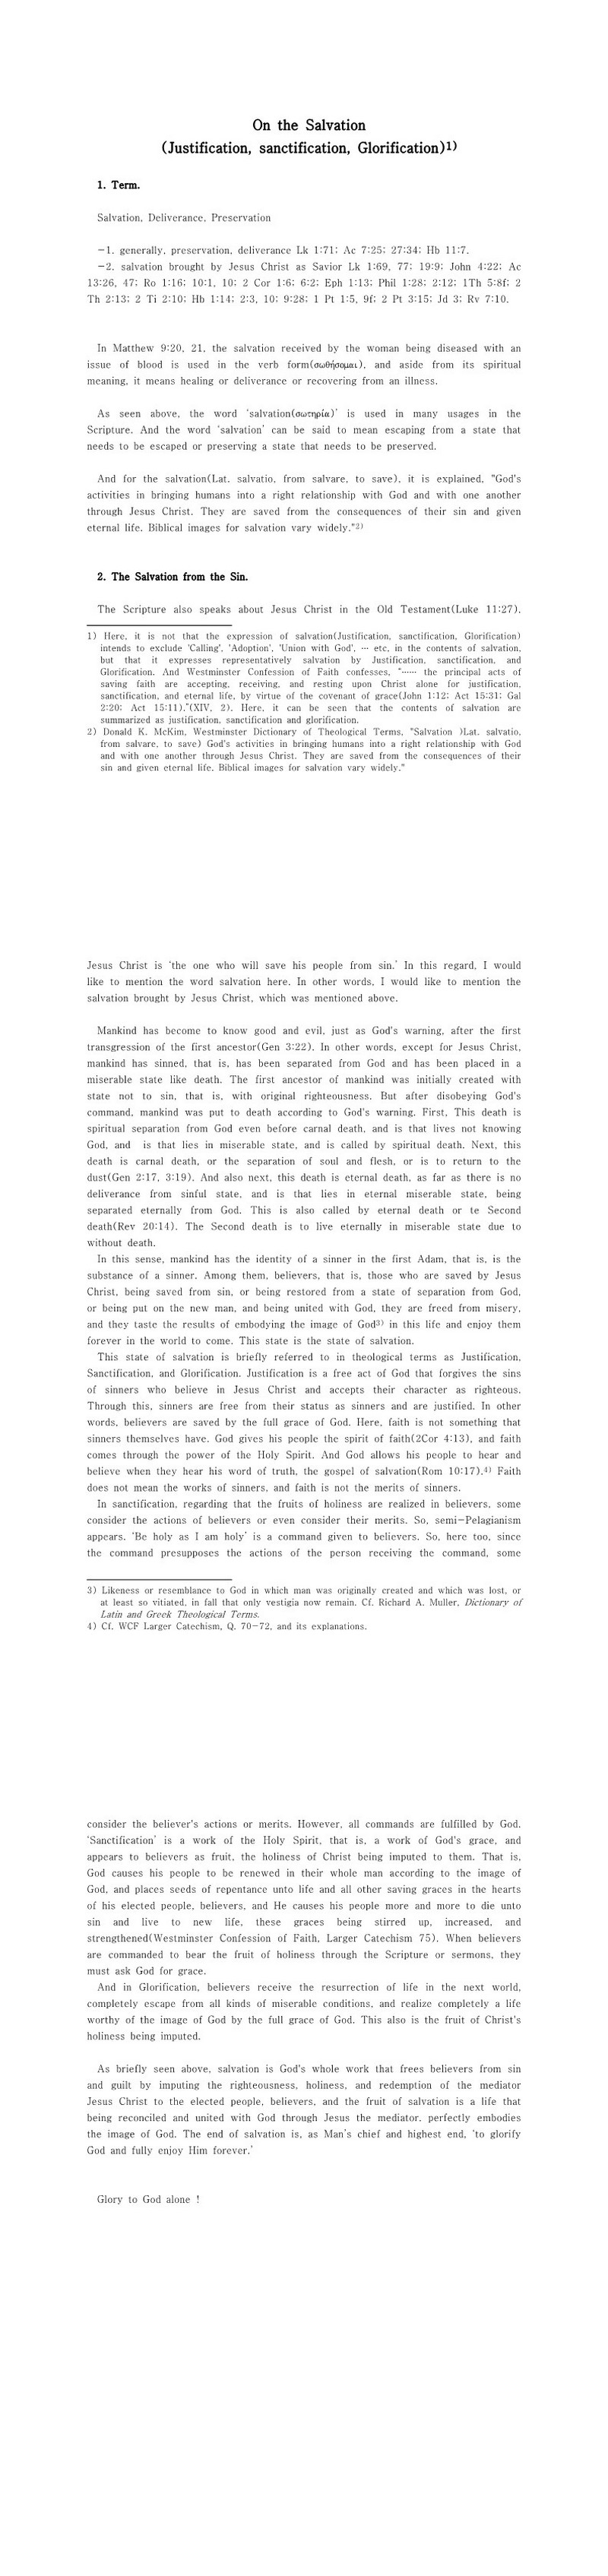 On the Salvation
(Justification, sanctification, Glorification)1)
1. Term.
Salvation, Deliverance, Preservation
-1. generally, preservation, deliverance Lk 1:71; Ac 7:25; 27:34; Hb 11:7.
-2. salvation brought by Jesus Christ as Savior Lk 1:69, 77; 19:9; John 4:22; Ac
13:26, 47; Ro 1:16; 10:1, 10; 2 Cor 1:6; 6:2; Eph 1:13; Phil 1:28; 2:12; 1Th 5:8f; 2
Th 2:13; 2 Ti 2:10; Hb 1:14; 2:3, 10; 9:28; 1 Pt 1:5, 9f; 2 Pt 3:15; Jd 3; Rv 7:10.
In Matthew 9:20, 21, the salvation received by the woman being diseased with an
issue of blood is used in the verb form(σωθήσομαι), and aside from its spiritual
meaning, it means healing or deliverance or recovering from an illness.
As seen above, the word ‘salvation(σωτηρία)’ is used in many usages in the
Scripture. And the word ‘salvation’ can be said to mean escaping from a state that
needs to be escaped or preserving a state that needs to be preserved.
And for the salvation(Lat. salvatio, from salvare, to save), it is explained, "God's
activities in bringing humans into a right relationship with God and with one another
through Jesus Christ. They are saved from the consequences of their sin and given
eternal life. Biblical images for salvation vary widely."2)
2. The Salvation from the Sin.
The Scripture also speaks about Jesus Christ in the Old Testament(Luke 11:27).
1) Here, it is not that the expression of salvation(Justification, sanctification, Glorification)
intends to exclude 'Calling', 'Adoption', 'Union with God', … etc, in the contents of salvation,
but that it expresses representatively salvation by Justification, sanctification, and
Glorification. And Westminster Confession of Faith confesses, “…… the principal acts of
saving faith are accepting, receiving, and resting upon Christ alone for justification,
sanctification, and eternal life, by virtue of the covenant of grace(John 1:12; Act 15:31; Gal
2:20; Act 15:11).”(XIV, 2). Here, it can be seen that the contents of salvation are
summarized as justification, sanctification and glorification.
2) Donald K. McKim, Westminster Dictionary of Theological Terms, "Salvation )Lat. salvatio,
from salvare, to save) God's activities in bringing humans into a right relationship with God
and with one another through Jesus Christ. They are saved from the consequences of their
sin and given eternal life. Biblical images for salvation vary widely."
Jesus Christ is ‘the one who will save his people from sin.’ In this regard, I would
like to mention the word salvation here. In other words, I would like to mention the
salvation brought by Jesus Christ, which was mentioned above.
Mankind has become to know good and evil, just as God's warning, after the first
transgression of the first ancestor(Gen 3:22). In other words, except for Jesus Christ,
mankind has sinned, that is, has been separated from God and has been placed in a
miserable state like death. The first ancestor of mankind was initially created with
state not to sin, that is, with original righteousness. But after disobeying God's
command, mankind was put to death according to God's warning. First, This death is
spiritual separation from God even before carnal death, and is that lives not knowing
God, and is that lies in miserable state, and is called by spiritual death. Next, this
death is carnal death, or the separation of soul and flesh, or is to return to the
dust(Gen 2:17, 3:19). And also next, this death is eternal death, as far as there is no
deliverance from sinful state, and is that lies in eternal miserable state, being
separated eternally from God. This is also called by eternal death or te Second
death(Rev 20:14). The Second death is to live eternally in miserable state due to
without death.
In this sense, mankind has the identity of a sinner in the first Adam, that is, is the
substance of a sinner. Among them, believers, that is, those who are saved by Jesus
Christ, being saved from sin, or being restored from a state of separation from God,
or being put on the new man, and being united with God, they are freed from misery,
and they taste the results of embodying the image of God3) in this life and enjoy them
forever in the world to come. This state is the state of salvation.
This state of salvation is briefly referred to in theological terms as Justification,
Sanctification, and Glorification. Justification is a free act of God that forgives the sins
of sinners who believe in Jesus Christ and accepts their character as righteous.
Through this, sinners are free from their status as sinners and are justified. In other
words, believers are saved by the full grace of God. Here, faith is not something that
sinners themselves have. God gives his people the spirit of faith(2Cor 4:13), and faith
comes through the power of the Holy Spirit. And God allows his people to hear and
believe when they hear his word of truth, the gospel of salvation(Rom 10:17).4) Faith
does not mean the works of sinners, and faith is not the merits of sinners.
In sanctification, regarding that the fruits of holiness are realized in believers, some
consider the actions of believers or even consider their merits. So, semi-Pelagianism
appears. ‘Be holy as I am holy’ is a command given to believers. So, here too, since
the command presupposes the actions of the person receiving the command, some
3) Likeness or resemblance to God in which man was originally created and which was lost, or
at least so vitiated, in fall that only vestigia now remain. Cf. Richard A. Muller, Dictionary of
Latin and Greek Theological Terms.
4) Cf. WCF Larger Catechism, Q. 70-72, and its explanations.
consider the believer's actions or merits. However, all commands are fulfilled by God.
‘Sanctification’ is a work of the Holy Spirit, that is, a work of God's grace, and
appears to believers as fruit, the holiness of Christ being imputed to them. That is,
God causes his people to be renewed in their whole man according to the image of
God, and places seeds of repentance unto life and all other saving graces in the hearts
of his elected people, believers, and He causes his people more and more to die unto
sin and live to new life, these graces being stirred up, increased, and
strengthened(Westminster Confession of Faith, Larger Catechism 75). When believers
are commanded to bear the fruit of holiness through the Scripture or sermons, they
must ask God for grace.
And in Glorification, believers receive the resurrection of life in the next world,
completely escape from all kinds of miserable conditions, and realize completely a life
worthy of the image of God by the full grace of God. This also is the fruit of Christ's
holiness being imputed.
As briefly seen above, salvation is God's whole work that frees believers from sin
and guilt by imputing the righteousness, holiness, and redemption of the mediator
Jesus Christ to the elected people, believers, and the fruit of salvation is a life that
being reconciled and united with God through Jesus the mediator, perfectly embodies
the image of God. The end of salvation is, as Man's chief and highest end, ‘to glorify
God and fully enjoy Him forever.’
Glory to God alone !